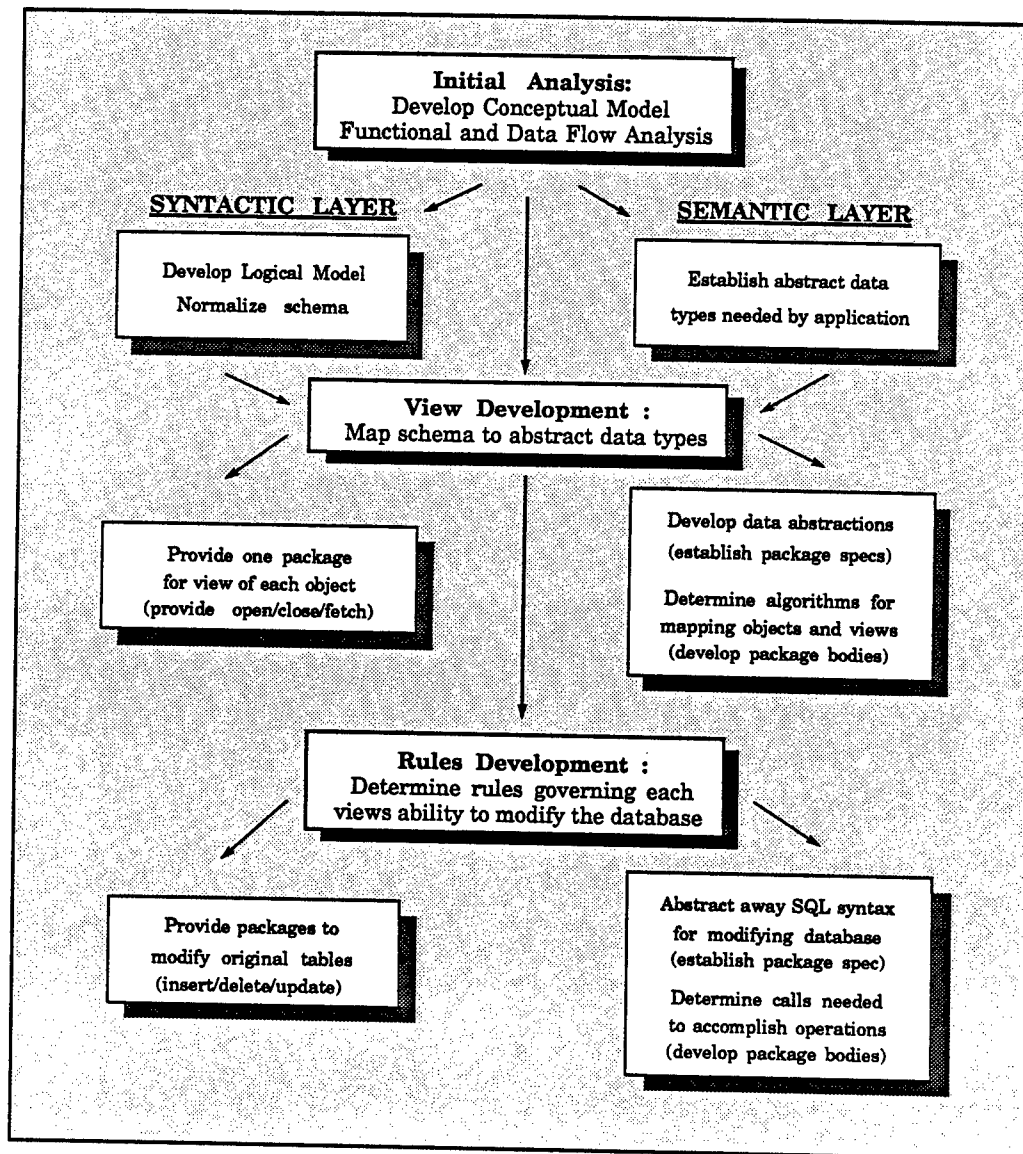 Initial Analysis:
Develop Conceptual Model
Functional and Data Flow Analysis
SYNTACTIC LAYER
Develop Logical Model
Normalize schema
SEMANTIC LAYER
Establish abstract data
types needed by application
View Development :
Map schema to abstract data types
Provide one package
for view of each object
(provide open/close/fetch)
Develop data abstractions
(establish package specs)
Determine algorithms for
mapping objects and views
(develop package bodies)
Rules Development :
Determine rules governing each
views ability to modify the database
Provide packages to
modify original tables
(insert/delete/update)
Abstract away SQL syntax
for modifying database
(establish package spec)
Determine calls needed
to accomplish operations
(develop package bodies)